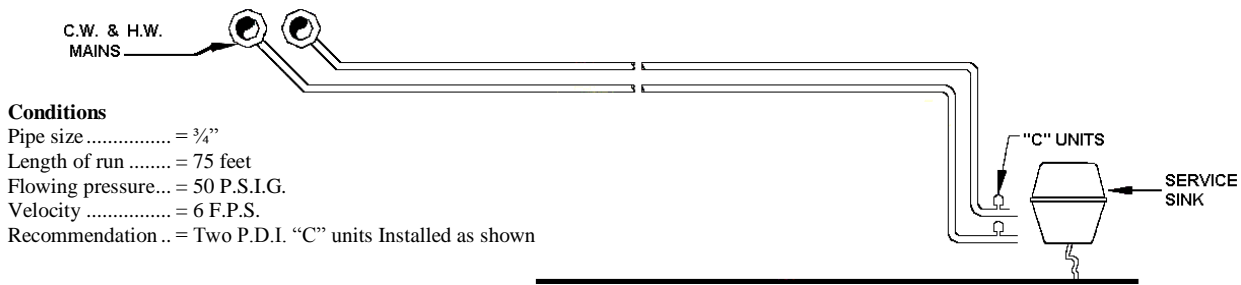 C.W. & H.W.
MAINS
Conditions
Pipe size ................ = ¾”
Length of run ........ = 75 feet
Flowing pressure... = 50 P.S.I.G.
Velocity ................ = 6 F.P.S.
Recommendation .. = Two P.D.I. “C” units Installed as shown
"C" UNITS
SERVICE
SINK